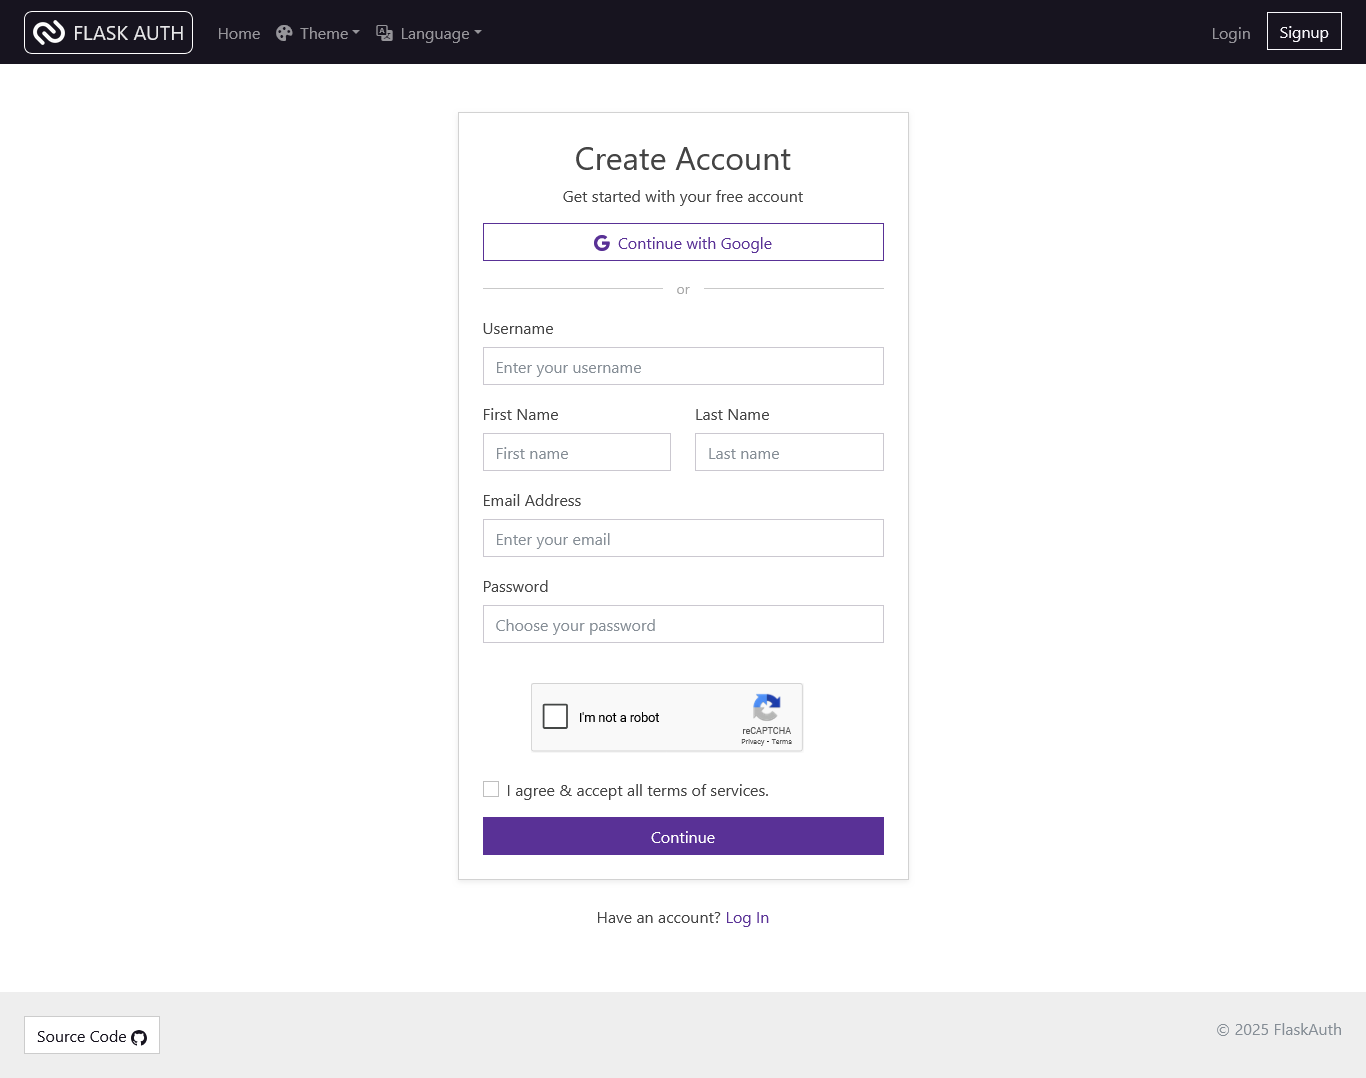 FLASK AUTH Home Theme Language Login Signup
Create Account
Get started with your free account
Continue with Google
or
Username
Enter your username
First Name Last Name
First name Last name
Email Address
Enter your email
Password
Choose your password
I'm not a robot
reCAPTCHA
Privacy - Terms
I agree & accept all terms of services.
Continue
Have an account? Log In
Source Code © 2025 FlaskAuth